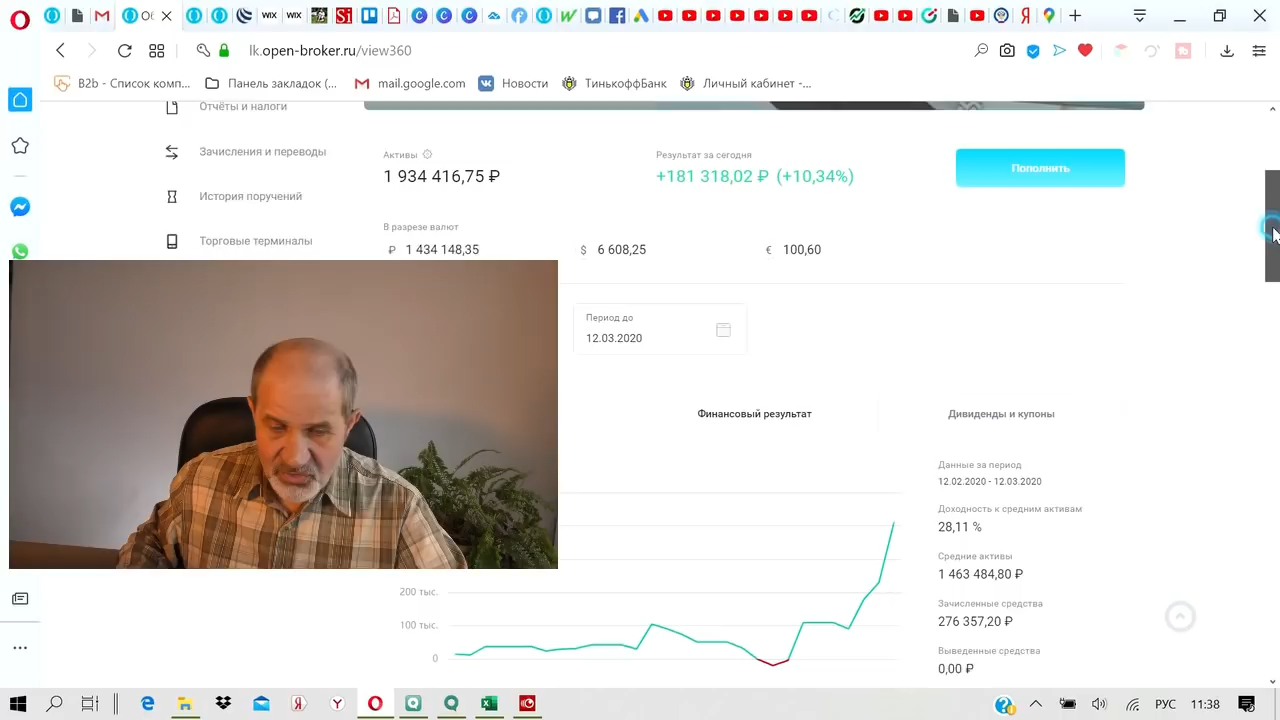 O6
WIX
WIX
S1
lk.open-broker.ru/view360
B2b - Список комп...
Панель закладок (...
mail.google.com
Новости
ТинькоффБанк
Личный кабинет -...
Отчёты и налоги
Зачисления и переводы
История поручений
Торговые терминалы
Активы
1 934 416,75 ₽
Результат за сегодня
+181 318,02 ₽ (+10,34%)
Пополнить
В разрезе валют
₽ 1 434 148,35
$ 6 608,25
€ 100,60
Период до
12.03.2020
Финансовый результат
Дивиденды и купоны
Данные за период
12.02.2020 - 12.03.2020
Доходность к средним активам
28,11 %
Средние активы
1 463 484,80 ₽
Зачисленные средства
276 357,20 ₽
Выведенные средства
0,00 ₽
200 тыс.
100 тыс.
0
РУС
11:38